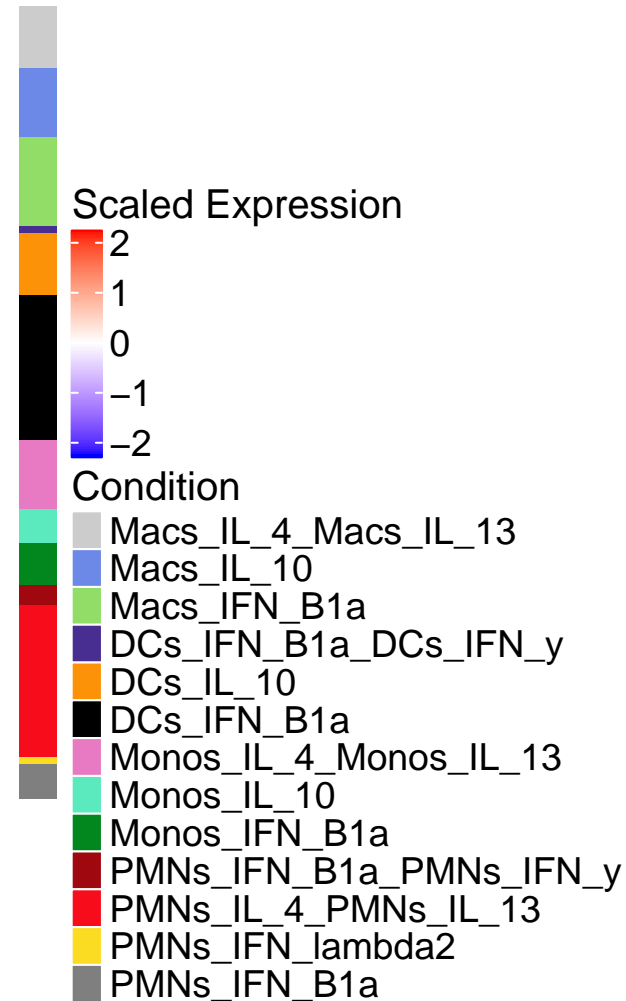 Scaled Expression
2
1
0
−1
−2
Condition
Macs_IL_4_Macs_IL_13
Macs_IL_10
Macs_IFN_B1a
DCs_IFN_B1a_DCs_IFN_y
DCs_IL_10
DCs_IFN_B1a
Monos_IL_4_Monos_IL_13
Monos_IL_10
Monos_IFN_B1a
PMNs_IFN_B1a_PMNs_IFN_y
PMNs_IL_4_PMNs_IL_13
PMNs_IFN_lambda2
PMNs_IFN_B1a